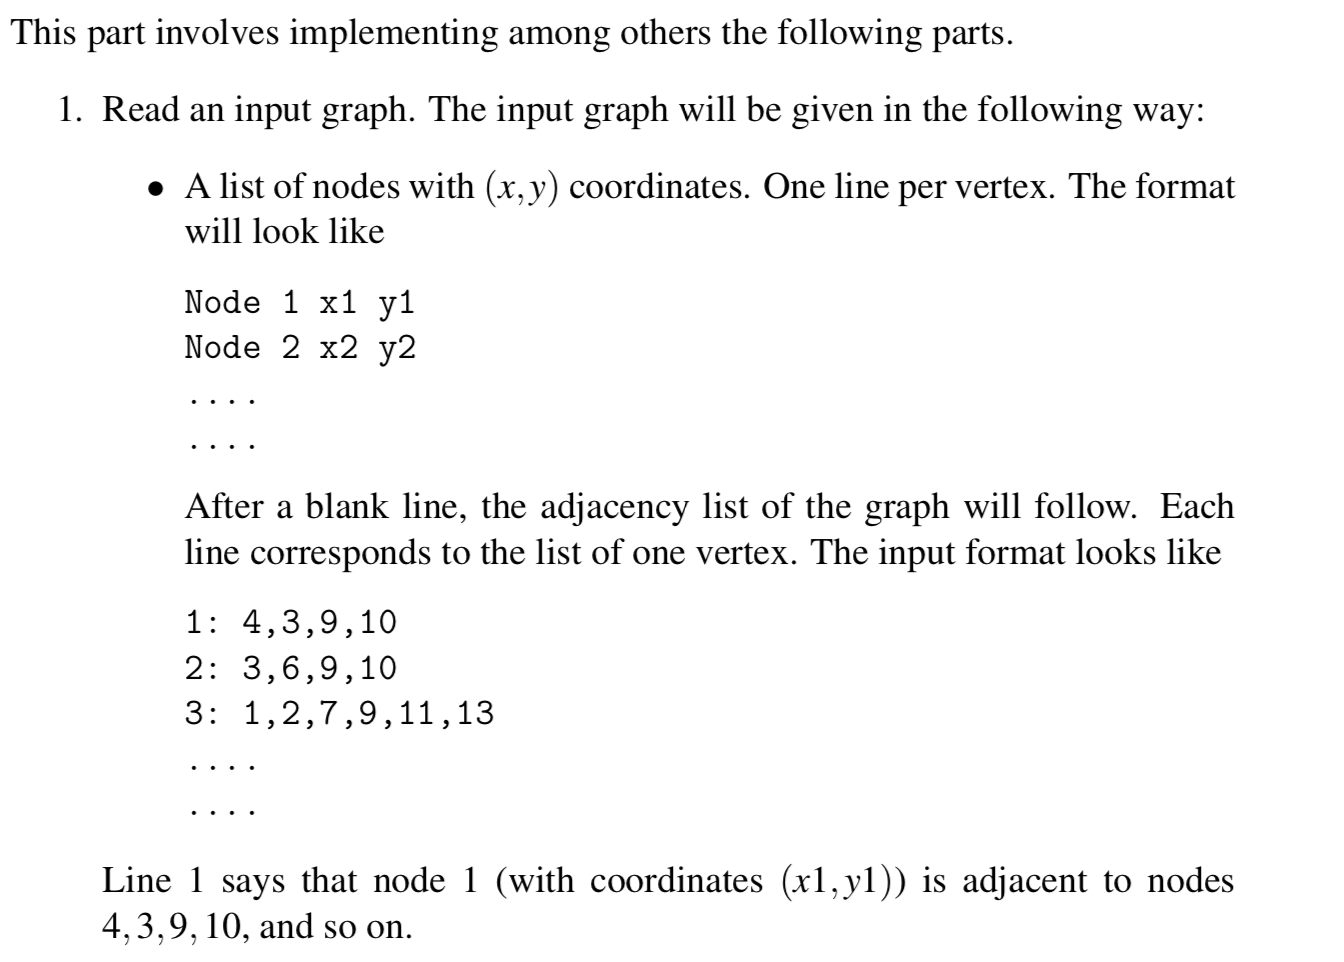 This part involves implementing among others the following parts.
1. Read an input graph. The input graph will be given in the following way:
• A list of nodes with (x,y) coordinates. One line per vertex. The format
will look like
Node 1 x1 y1
Node 2 x2 y2
....
....
After a blank line, the adjacency list of the graph will follow. Each
line corresponds to the list of one vertex. The input format looks like
1: 4,3,9,10
2: 3,6,9,10
3: 1,2,7,9,11,13
....
....
Line 1 says that node 1 (with coordinates (x1,y1)) is adjacent to nodes
4,3,9,10, and so on.